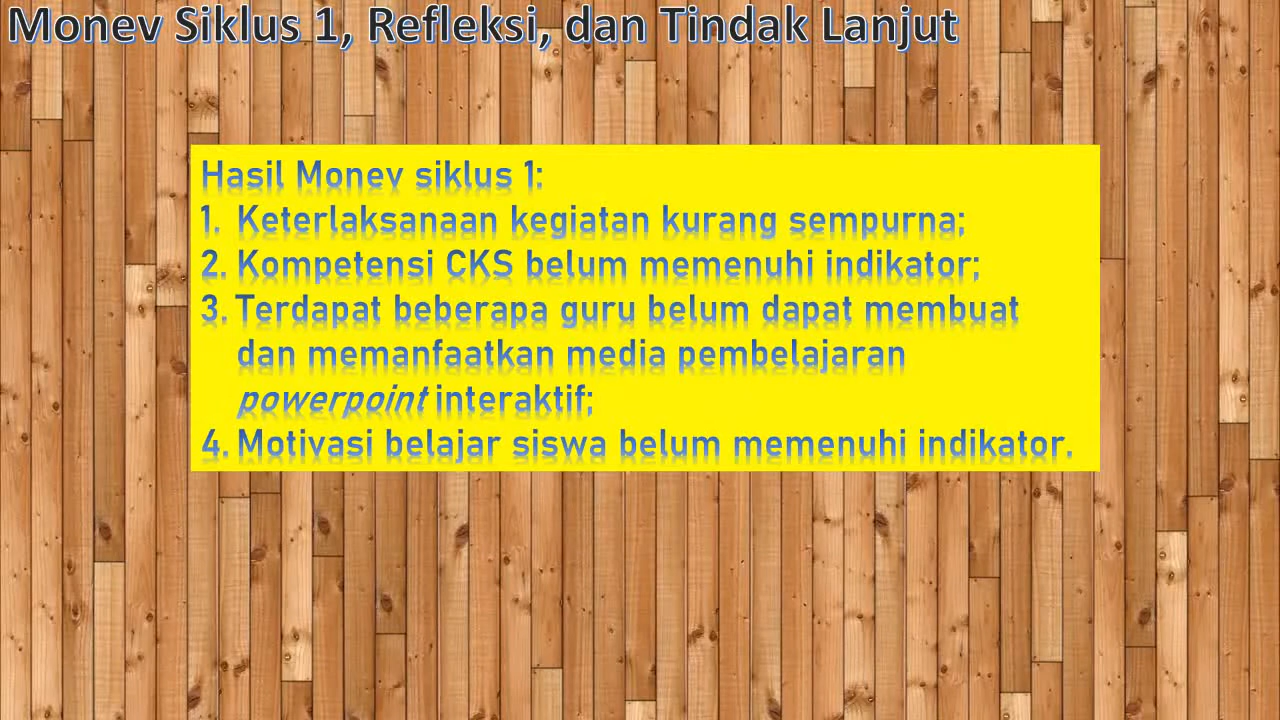 Monev Siklus 1, Refleksi, dan Tindak Lanjut
Hasil Monev siklus 1:
1. Keterlaksanaan kegiatan kurang sempurna;
2. Kompetensi CKS belum memenuhi indikator;
3. Terdapat beberapa guru belum dapat membuat
dan memanfaatkan media pembelajaran
powerpoint interaktif;
4. Motivasi belajar siswa belum memenuhi indikator.